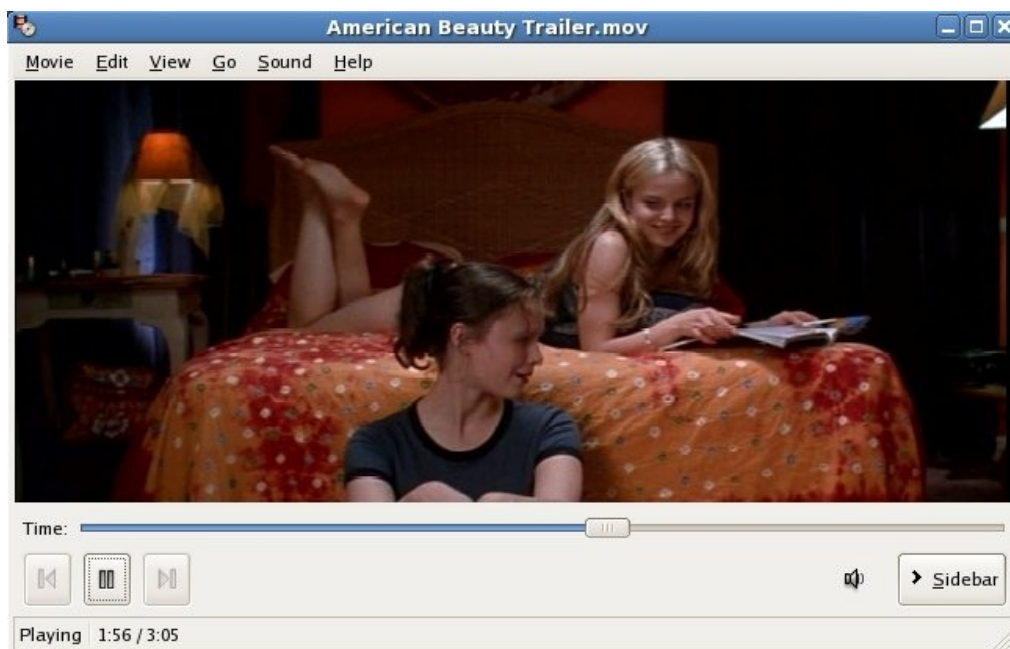 American Beauty Trailer.mov
Movie Edit View Go Sound Help
Time:
Sidebar
Playing 1:56 / 3:05